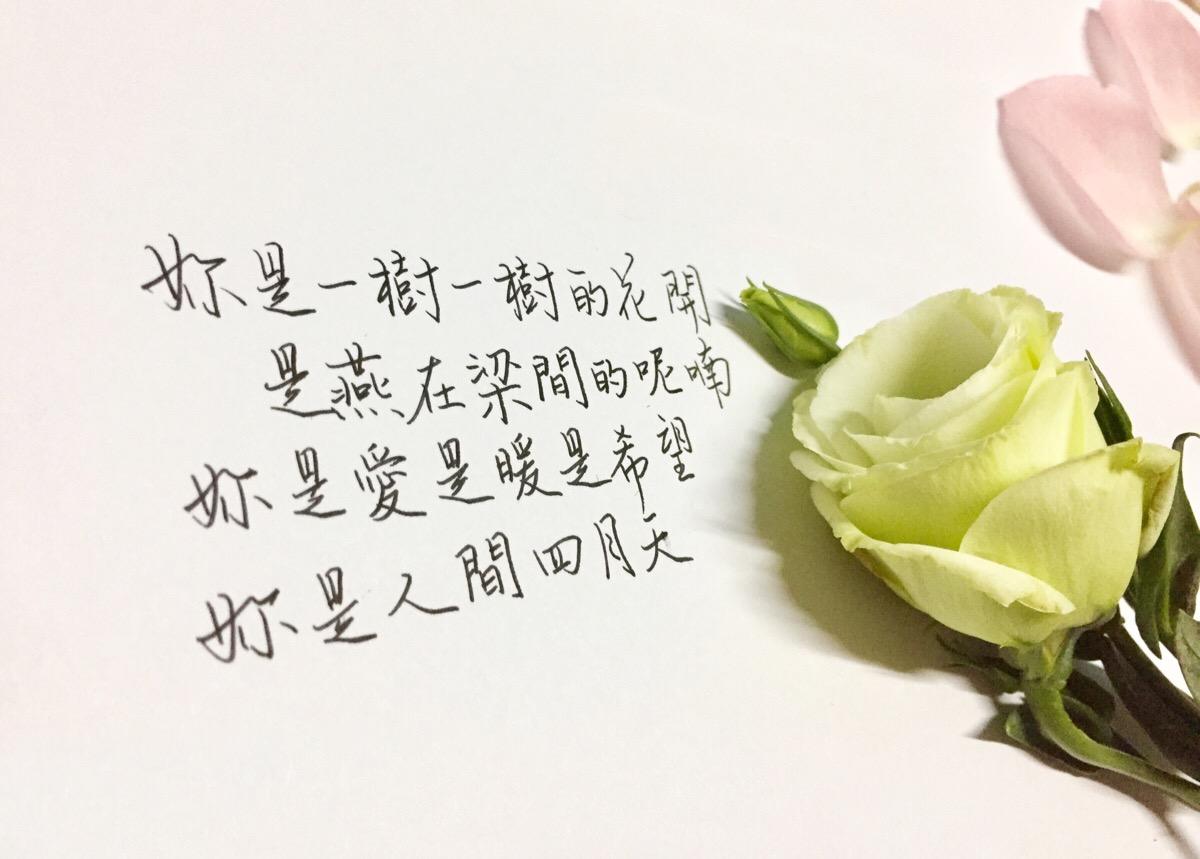 妳是一樹一樹的花開
是燕在梁間的呢喃
妳是愛是暖是希望
妳是人間四月天